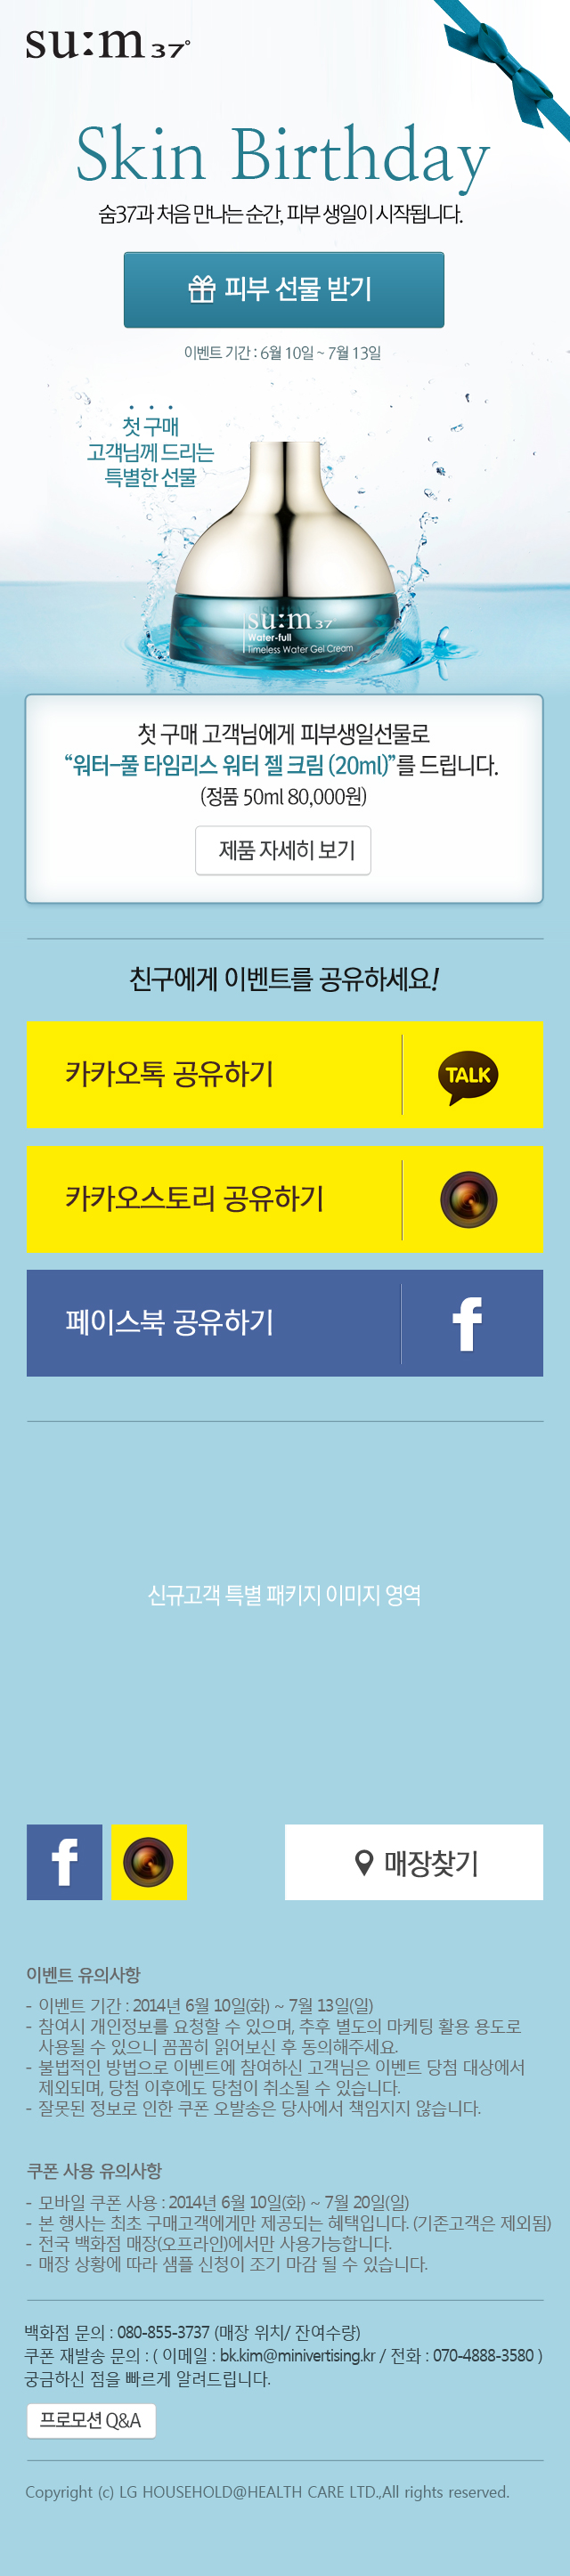 su:m 37°
Skin Birthday
숨37과 처음 만나는 순간, 피부 생일이 시작됩니다.
피부 선물 받기
이벤트 기간 : 6월 10일 ~ 7월 13일
첫 구매
고객님께 드리는
특별한 선물
su:m 37
Water-full
Timeless Water Gel Cream
첫 구매 고객님에게 피부생일선물로
“워터-풀 타임리스 워터 젤 크림 (20ml)”를 드립니다.
(정품 50ml 80,000원)
제품 자세히 보기
친구에게 이벤트를 공유하세요!
카카오톡 공유하기
TALK
카카오스토리 공유하기
페이스북 공유하기
f
신규고객 특별 패키지 이미지 영역
f
매장찾기
이벤트 유의사항
- 이벤트 기간 : 2014년 6월 10일(화) ~ 7월 13일(일)
- 참여시 개인정보를 요청할 수 있으며, 추후 별도의 마케팅 활용 용도로
사용될 수 있으니 꼼꼼히 읽어보신 후 동의해주세요.
- 불법적인 방법으로 이벤트에 참여하신 고객님은 이벤트 당첨 대상에서
제외되며, 당첨 이후에도 당첨이 취소될 수 있습니다.
- 잘못된 정보로 인한 쿠폰 오발송은 당사에서 책임지지 않습니다.
쿠폰 사용 유의사항
- 모바일 쿠폰 사용 : 2014년 6월 10일(화) ~ 7월 20일(일)
- 본 행사는 최초 구매고객에게만 제공되는 혜택입니다. (기존고객은 제외됨)
- 전국 백화점 매장(오프라인)에서만 사용가능합니다.
- 매장 상황에 따라 샘플 신청이 조기 마감 될 수 있습니다.
백화점 문의 : 080-855-3737 (매장 위치/ 잔여수량)
쿠폰 재발송 문의 : ( 이메일 : bk.kim@minivertising.kr / 전화 : 070-4888-3580 )
궁금하신 점을 빠르게 알려드립니다.
프로모션 Q&A
Copyright (c) LG HOUSEHOLD@HEALTH CARE LTD.,All rights reserved.